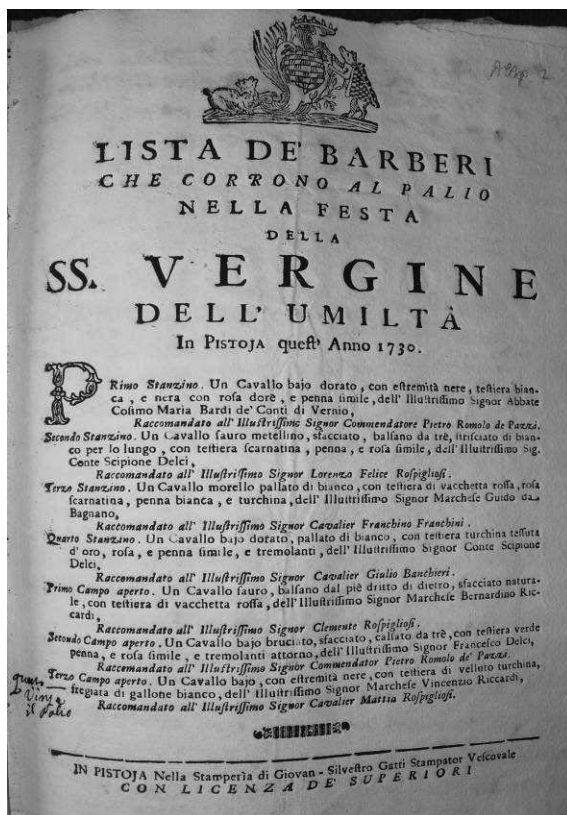 Alleg. 2
LISTA DE' BARBERI
CHE CORRONO AL PALIO
NELLA FESTA
DELLA
SS. VERGINE
DELL' UMILTÀ
In PISTOJA quest' Anno 1730.
PRimo Stanzino. Un Cavallo bajo dorato, con estremità nere, testiera bian-
ca, e nera con rosa dorè, e penna simile, dell' Illustrissimo Signor Abbate
Cosimo Maria Bardi de' Conti di Vernio,
Raccomandato all' Illustrissimo Signor Commendatore Pietro Romolo de Pazzi.
Secondo Stanzino. Un Cavallo sauro metellino, sfacciato, balsano da trè, strisciato di bian-
co per lo lungo, con testiera scarnatina, penna, e rosa simile, dell' Illustrissimo Sig.
Conte Scipione Delci,
Raccomandato all' Illustrissimo Signor Lorenzo Felice Rospigliosi.
Terzo Stanzino. Un Cavallo morello pallato di bianco, con testiera di vacchetta rossa, rosa
scarnatina, penna bianca, e turchina, dell' Illustrissimo Signor Marchese Guido da
Bagnano,
Raccomandato all' Illustrissimo Signor Cavalier Franchino Franchini.
Quarto Stanzino. Un Cavallo bajo dorato, pallato di bianco, con testiera turchina tessuta
d' oro, rosa, e penna simile, e tremolanti, dell' Illustrissimo Signor Conte Scipione
Delci,
Raccomandato all' Illustrissimo Signor Cavalier Giulio Banchieri.
Primo Campo aperto. Un Cavallo sauro, balsano dal piè dritto di dietro, sfacciato natura-
le, con testiera di vacchetta rossa, dell' Illustrissimo Signor Marchese Bernardino Ric-
cardi,
Raccomandato all' Illustrissimo Signor Clemente Rospigliosi.
Secondo Campo aperto. Un Cavallo bajo bruciato, sfacciato, calsato da trè, con testiera verde
penna, e rosa simile, e tremolanti attorno, dell' Illustrissimo Signor Francesco Delci,
Raccomandato all' Illustrissimo Signor Commendator Pietro Romolo de' Pazzi.
Terzo Campo aperto. Un Cavallo bajo, con estremità nere, con testiera di velluto turchina,
fregiata di gallone bianco, dell' Illustrissimo Signor Marchese Vincenzio Riccardi,
Raccomandato all' Illustrissimo Signor Cavalier Mattia Rospigliosi.
Vinse
il Palio
IN PISTOJA Nella Stamperìa di Giovan-Silvestro Gatti Stampator Vescovale
CON LICENZA DE' SUPERIORI